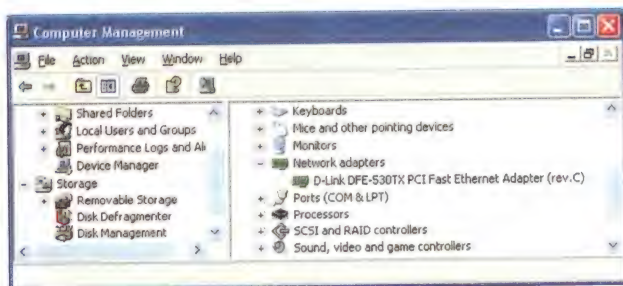 Computer Management
File Action View Window Help
Shared Folders
Local Users and Groups
Performance Logs and Al
Device Manager
Storage
Removable Storage
Disk Defragmenter
Disk Management
Keyboards
Mice and other pointing devices
Monitors
Network adapters
D-Link DFE-530TX PCI Fast Ethernet Adapter (rev.C)
Ports (COM & LPT)
Processors
SCSI and RAID controllers
Sound, video and game controllers